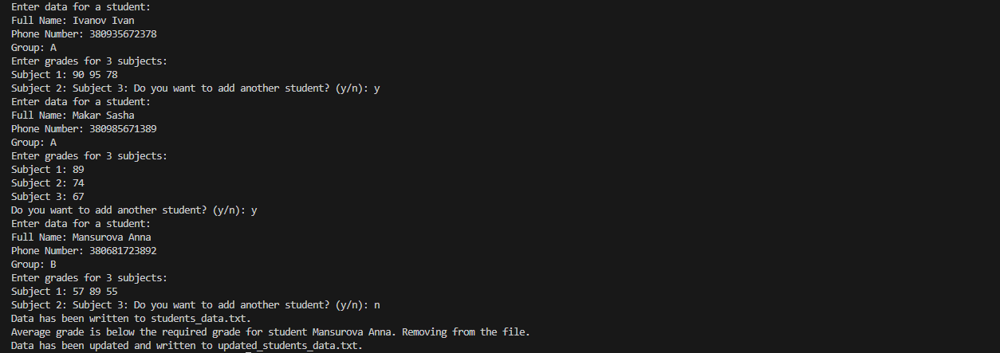 Enter data for a student:
Full Name: Ivanov Ivan
Phone Number: 380935672378
Group: A
Enter grades for 3 subjects:
Subject 1: 90 95 78
Subject 2: Subject 3: Do you want to add another student? (y/n): y
Enter data for a student:
Full Name: Makar Sasha
Phone Number: 380985671389
Group: A
Enter grades for 3 subjects:
Subject 1: 89
Subject 2: 74
Subject 3: 67
Do you want to add another student? (y/n): y
Enter data for a student:
Full Name: Mansurova Anna
Phone Number: 380681723892
Group: B
Enter grades for 3 subjects:
Subject 1: 57 89 55
Subject 2: Subject 3: Do you want to add another student? (y/n): n
Data has been written to students_data.txt.
Average grade is below the required grade for student Mansurova Anna. Removing from the file.
Data has been updated and written to updated_students_data.txt.